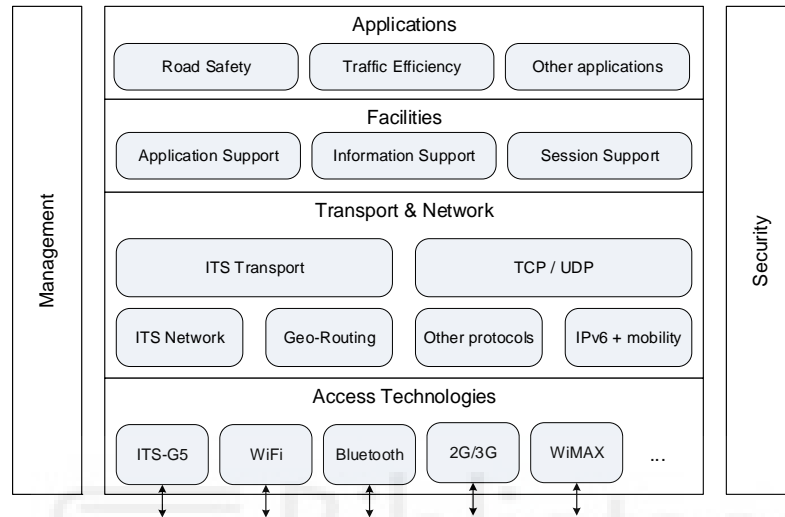 Applications
Road Safety
Traffic Efficiency
Other applications
Facilities
Application Support
Information Support
Session Support
Transport & Network
ITS Transport
TCP / UDP
ITS Network
Geo-Routing
Other protocols
IPv6 + mobility
Access Technologies
ITS-G5
WiFi
Bluetooth
2G/3G
WiMAX
...
Management
Security